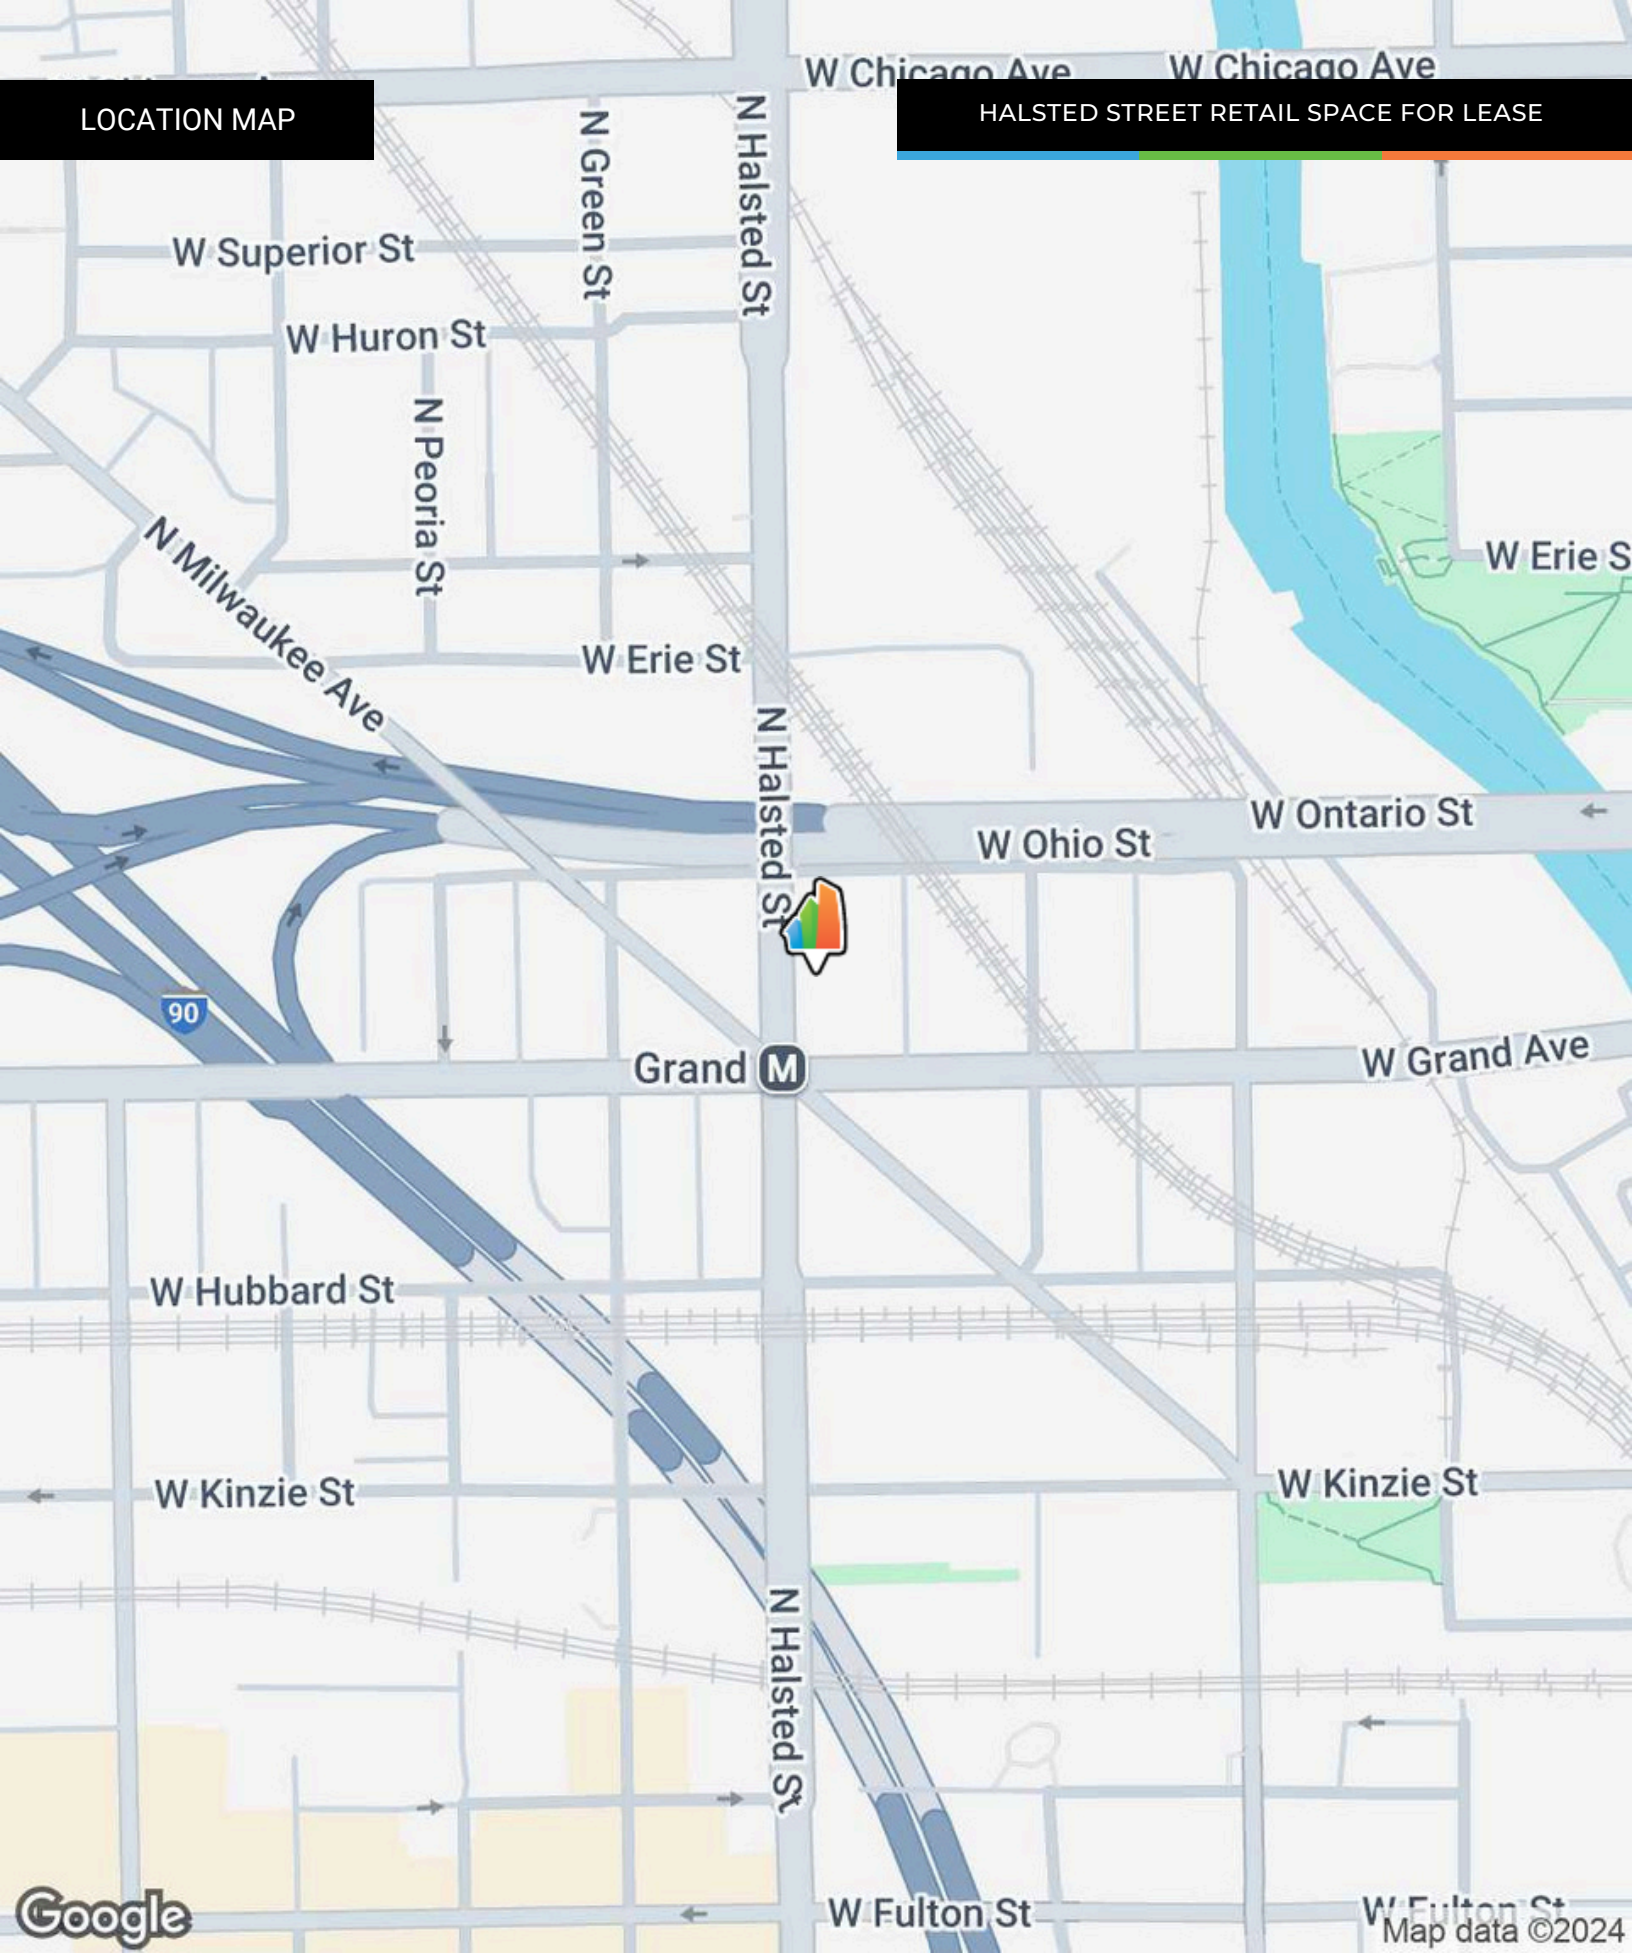 W Chicago Ave
W Chicago Ave
LOCATION MAP
HALSTED STREET RETAIL SPACE FOR LEASE
N Green St
N Halsted St
W Superior St
W Huron St
N Peoria St
N Milwaukee Ave
W Erie S
W Erie St
N Halsted St
W Ontario St
W Ohio St
90
Grand M
W Grand Ave
W Hubbard St
W Kinzie St
W Kinzie St
N Halsted St
W Fulton St
W Fulton St
Google
Map data ©2024